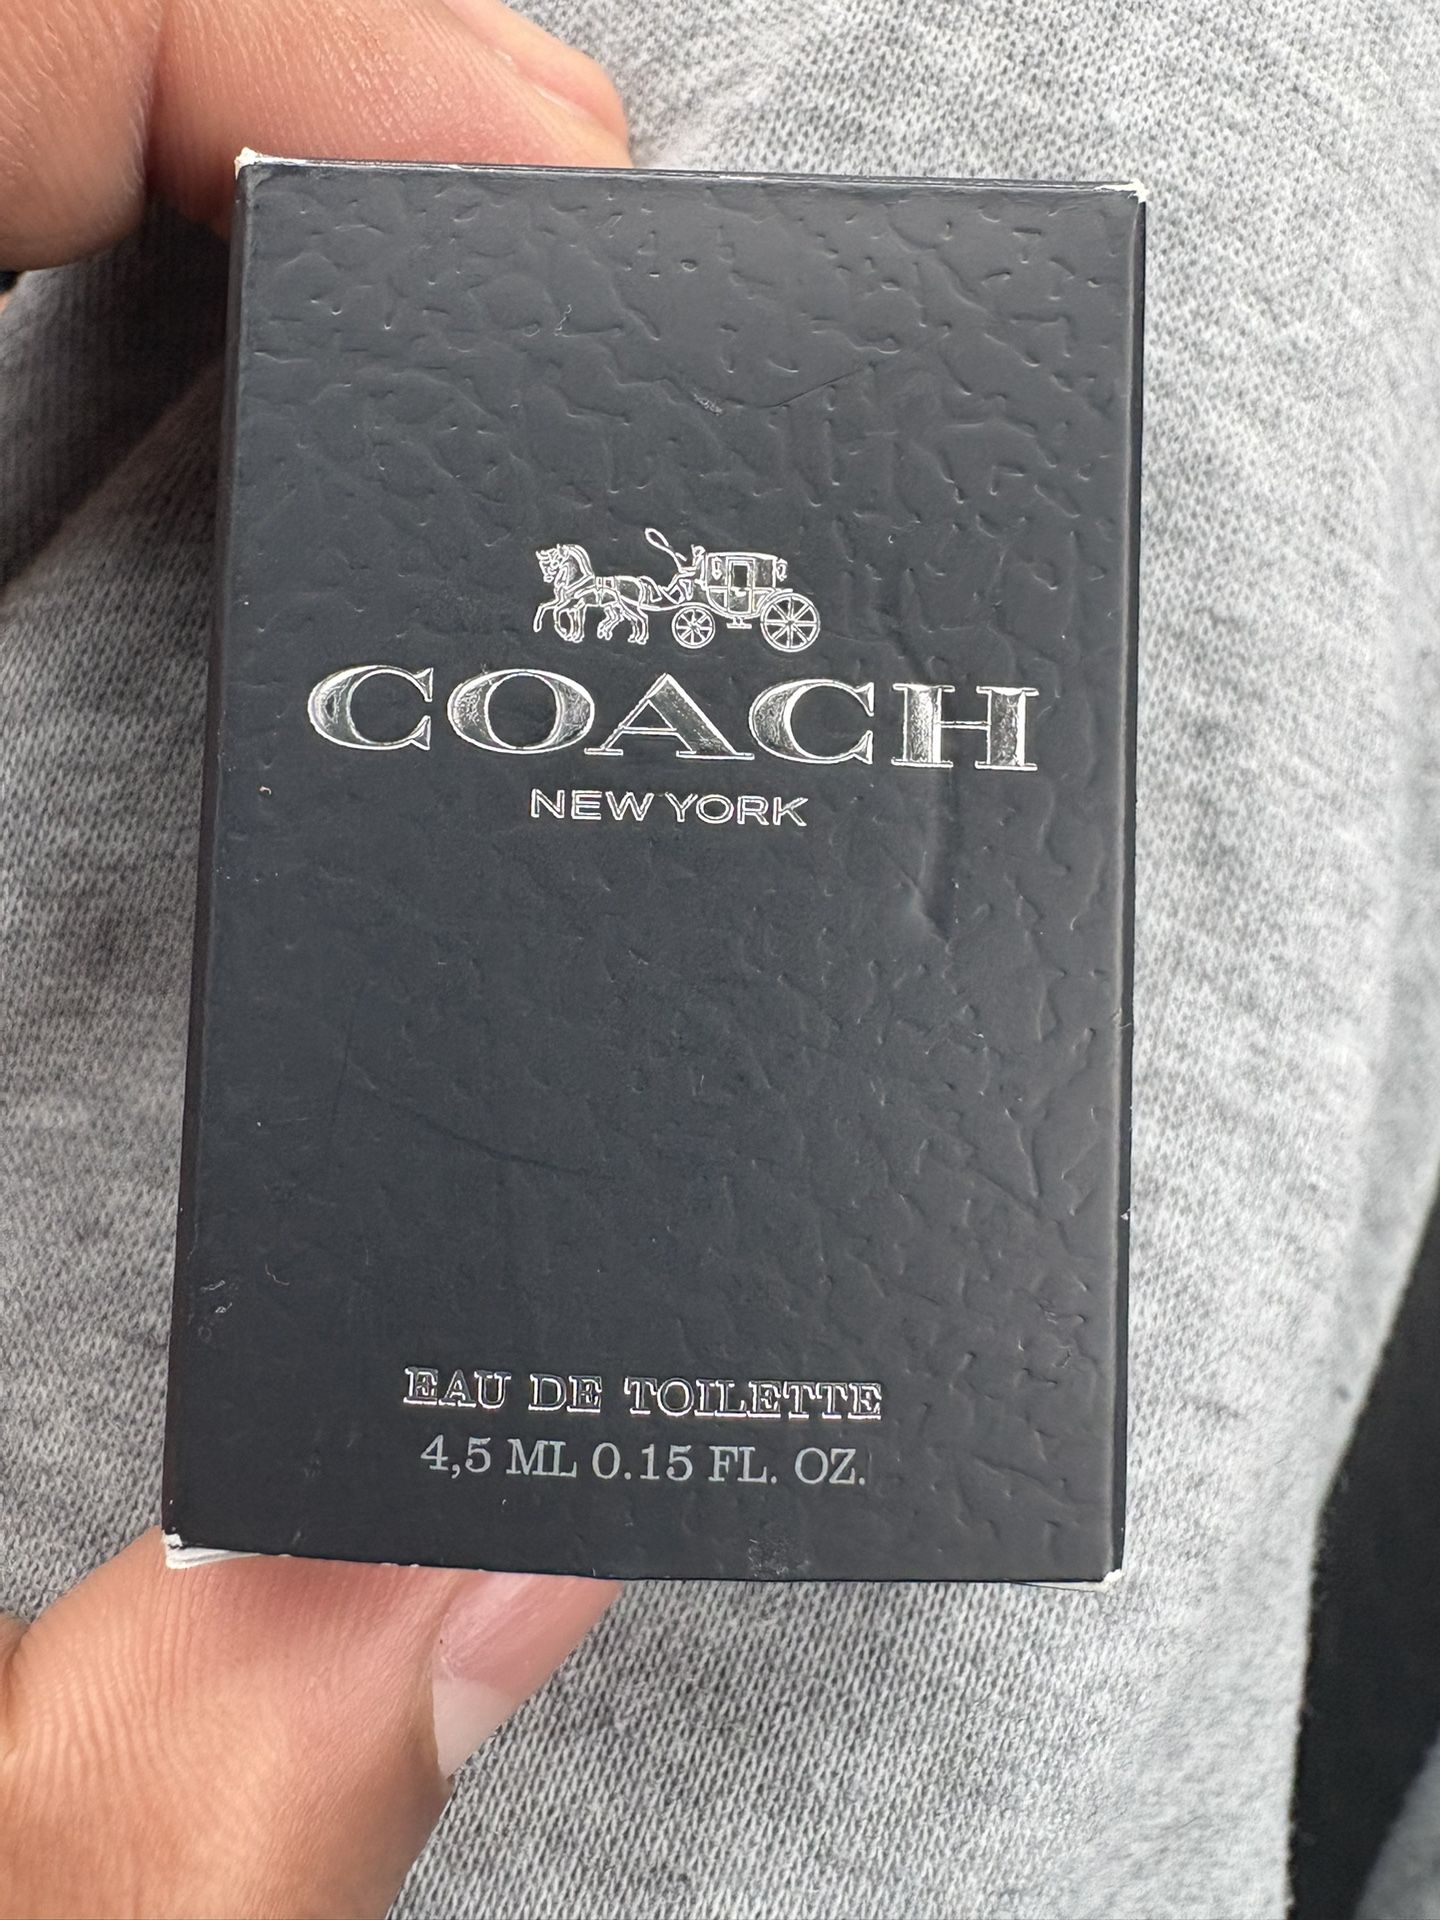 COACH
NEW YORK
EAU DE TOILETTE
4,5 ML 0.15 FL. OZ.